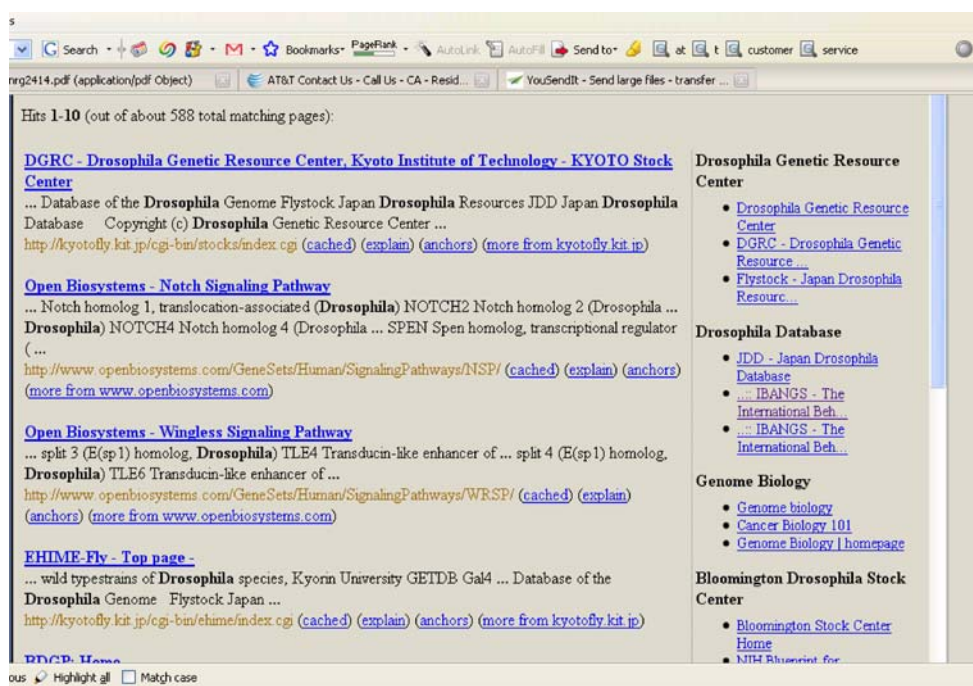 s
Search
Bookmarks
PageRank
AutoLink
AutoFill
Send to
at
t
customer
service
nrg2414.pdf (application/pdf Object)
AT&T Contact Us - Call Us - CA - Resid...
YouSendIt - Send large files - transfer ...
Hits 1-10 (out of about 588 total matching pages):
DGRC - Drosophila Genetic Resource Center, Kyoto Institute of Technology - KYOTO Stock
Center
... Database of the Drosophila Genome Flystock Japan Drosophila Resources JDD Japan Drosophila
Database Copyright (c) Drosophila Genetic Resource Center ...
http://kyotofly.kit.jp/cgi-bin/stocks/index.cgi (cached) (explain) (anchors) (more from kyotofly.kit.jp)
Open Biosystems - Notch Signaling Pathway
... Notch homolog 1, translocation-associated (Drosophila) NOTCH2 Notch homolog 2 (Drosophila ...
Drosophila) NOTCH4 Notch homolog 4 (Drosophila ... SPEN Spen homolog, transcriptional regulator
( ...
http://www.openbiosystems.com/GeneSets/Human/SignalingPathways/NSP/ (cached) (explain) (anchors)
(more from www.openbiosystems.com)
Open Biosystems - Wingless Signaling Pathway
... split 3 (E(sp1) homolog, Drosophila) TLE4 Transducin-like enhancer of ... split 4 (E(sp1) homolog,
Drosophila) TLE6 Transducin-like enhancer of ...
http://www.openbiosystems.com/GeneSets/Human/SignalingPathways/WRSP/ (cached) (explain)
(anchors) (more from www.openbiosystems.com)
EHIME-Fly - Top page -
... wild typestrains of Drosophila species, Kyorin University GETDB Gal4 ... Database of the
Drosophila Genome Flystock Japan ...
http://kyotofly.kit.jp/cgi-bin/ehime/index.cgi (cached) (explain) (anchors) (more from kyotofly.kit.jp)
BDGP: Home
Drosophila Genetic Resource
Center
Drosophila Genetic Resource
Center
DGRC - Drosophila Genetic
Resource ...
Flystock - Japan Drosophila
Resourc...
Drosophila Database
JDD - Japan Drosophila
Database
..:: IBANGS - The
International Beh...
..:: IBANGS - The
International Beh...
Genome Biology
Genome biology
Cancer Biology 101
Genome Biology | homepage
Bloomington Drosophila Stock
Center
Bloomington Stock Center
Home
NIH Blueprint for
ous
Highlight all
Match case